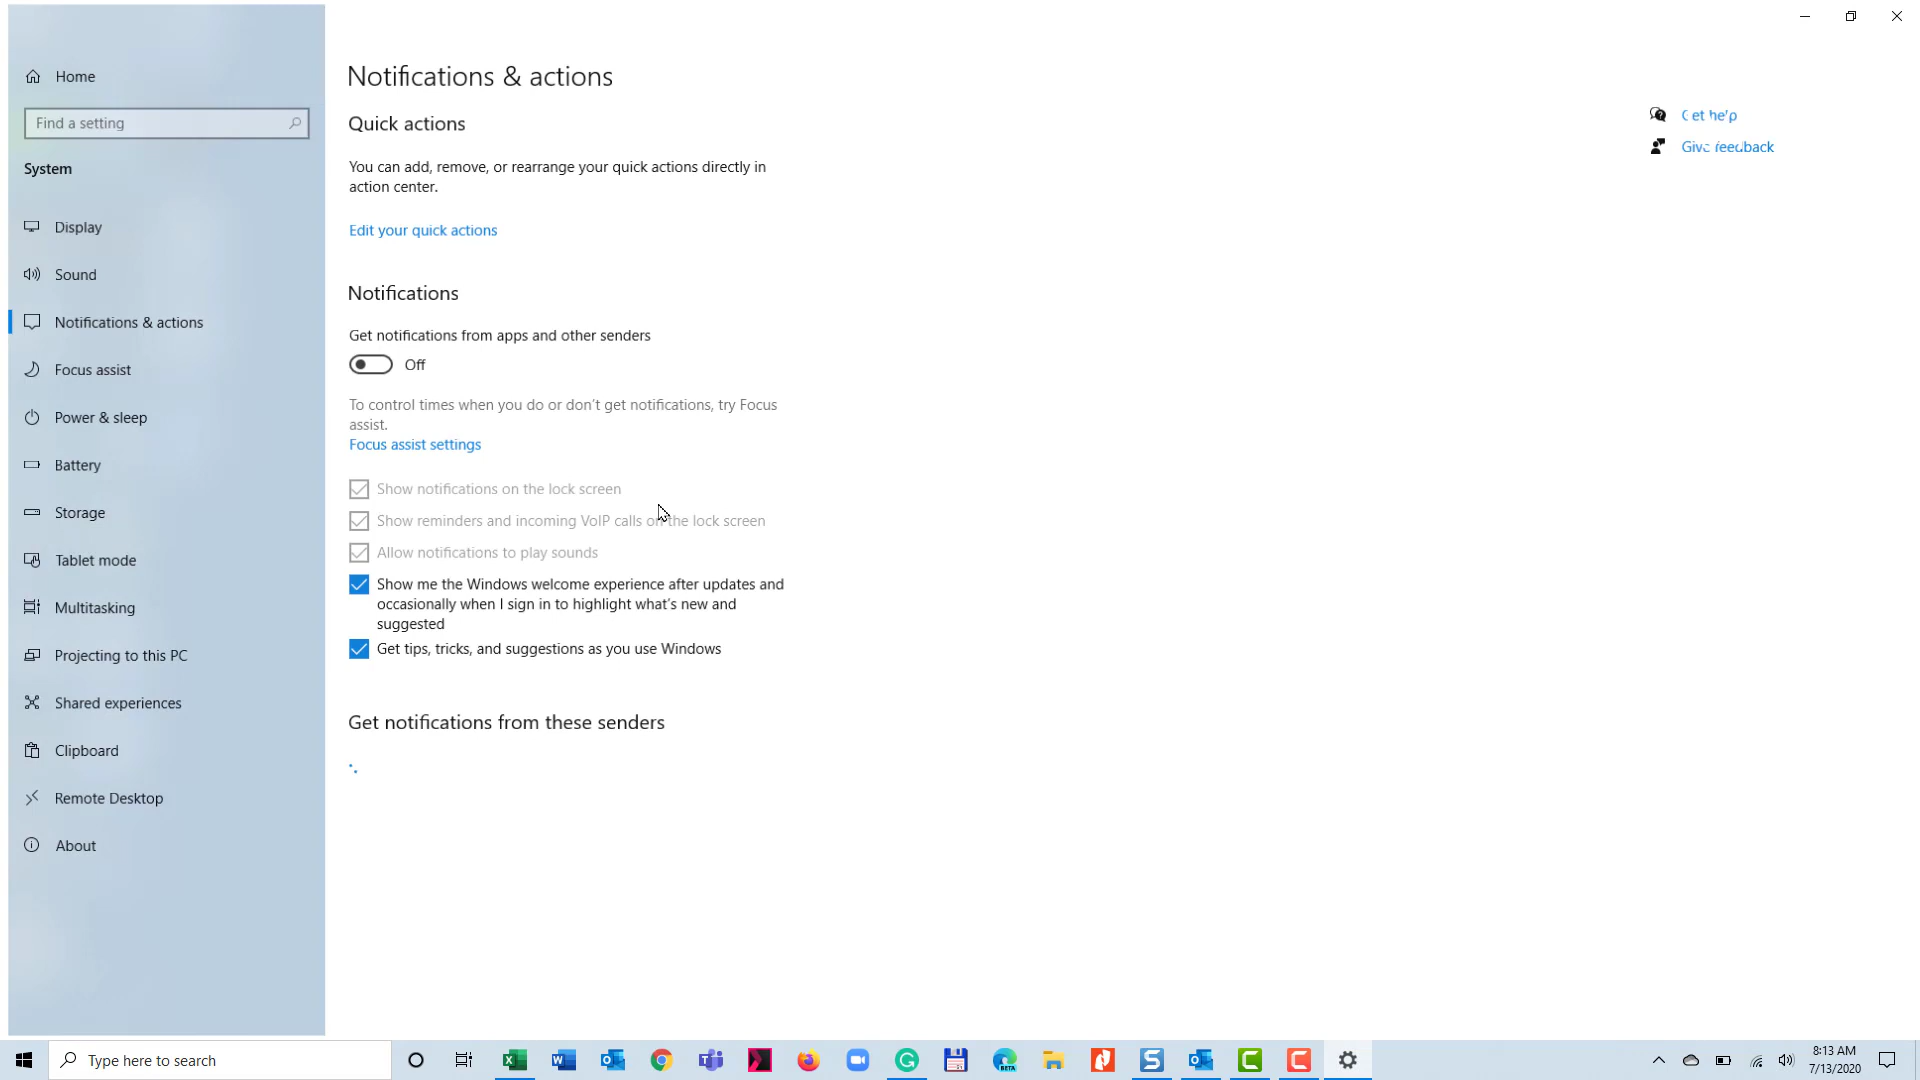 Home
Find a setting
System
Display
Sound
Notifications & actions
Focus assist
Power & sleep
Battery
Storage
Tablet mode
Multitasking
Projecting to this PC
Shared experiences
Clipboard
Remote Desktop
About
Notifications & actions
Quick actions
You can add, remove, or rearrange your quick actions directly in
action center.
Edit your quick actions
Notifications
Get notifications from apps and other senders
Off
To control times when you do or don't get notifications, try Focus
assist.
Focus assist settings
Show notifications on the lock screen
Show reminders and incoming VoIP calls on the lock screen
Allow notifications to play sounds
Show me the Windows welcome experience after updates and
occasionally when I sign in to highlight what's new and
suggested
Get tips, tricks, and suggestions as you use Windows
Get notifications from these senders
Get help
Give feedback
Type here to search
BETA
8:13 AM
7/13/2020